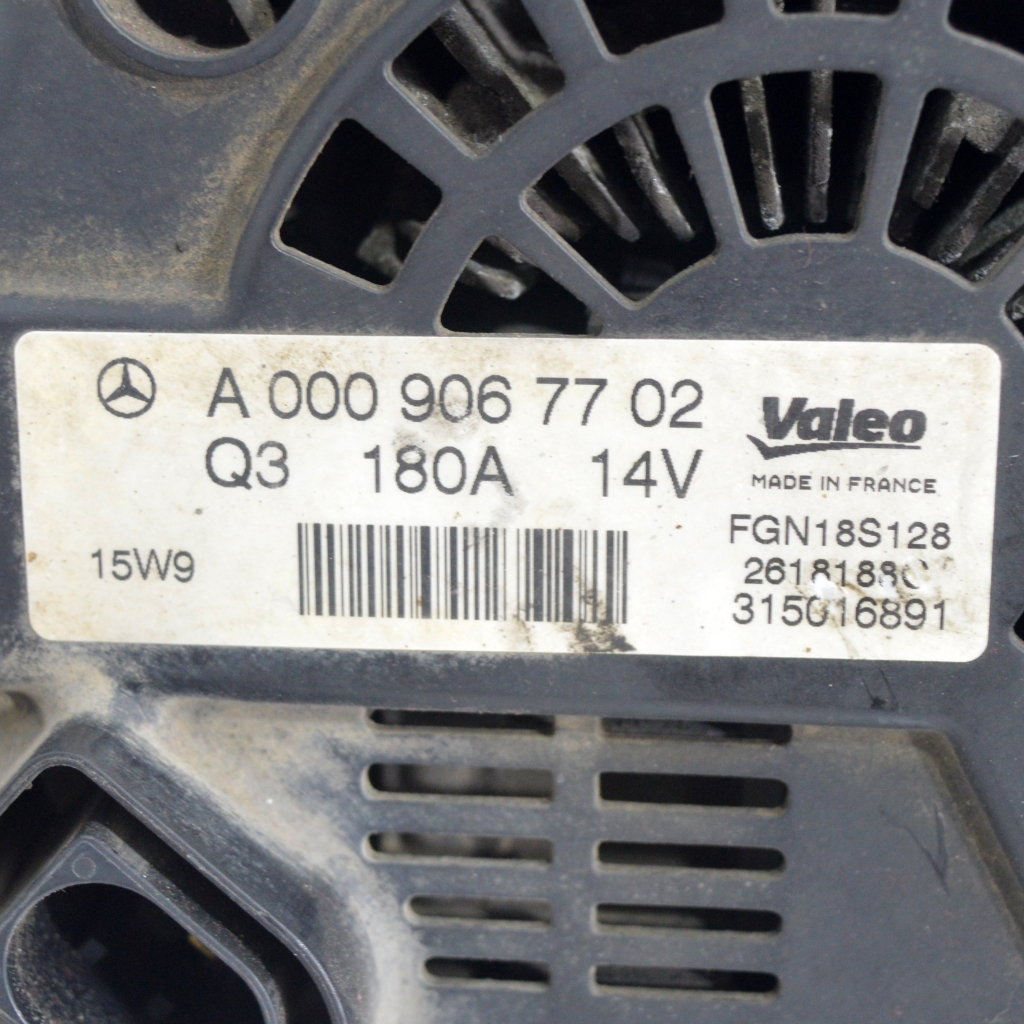 A 000 906 77 02
Q3 180A 14V
15W9
Valeo
MADE IN FRANCE
FGN18S128
315016891